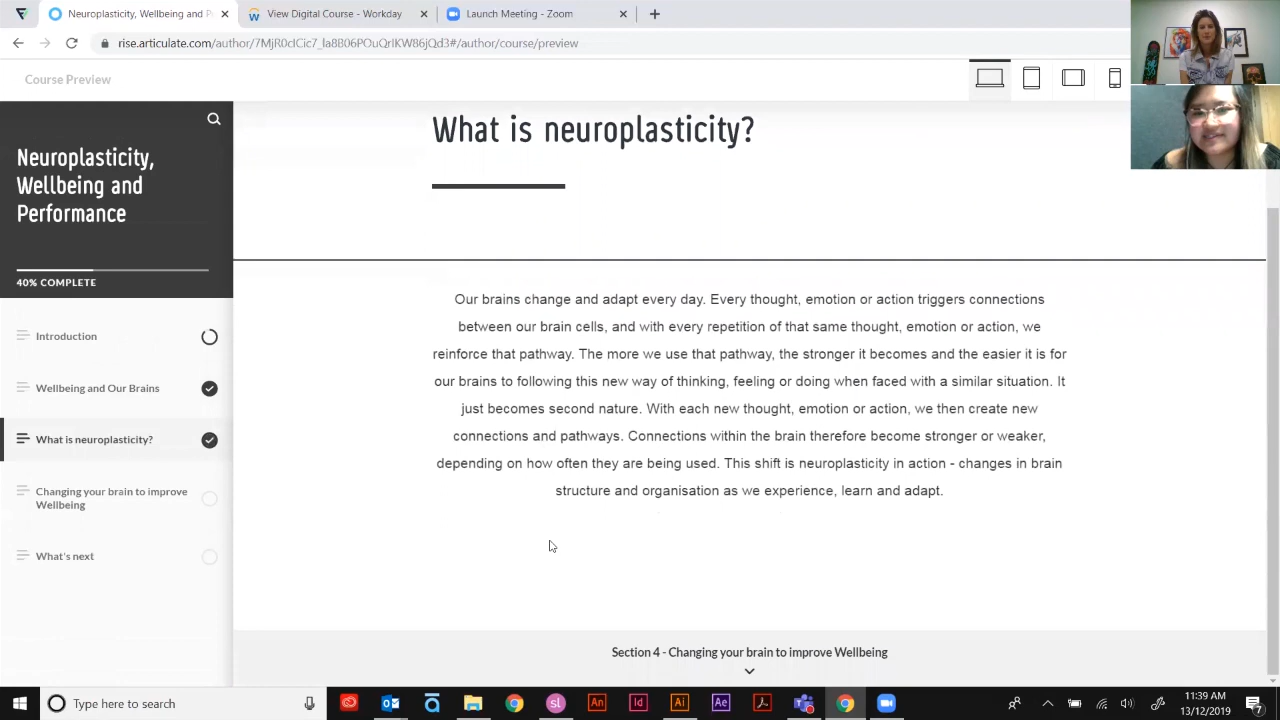 Neuroplasticity, Wellbeing and P
View Digital Course - Workday
Launch Meeting - Zoom
rise.articulate.com/author/7MjR0cICic7_la8B06POuQrIKW86jQd3#/author/course/preview
Course Preview
Neuroplasticity,
Wellbeing and
Performance
40% COMPLETE
Introduction
Wellbeing and Our Brains
What is neuroplasticity?
Changing your brain to improve
Wellbeing
What's next
What is neuroplasticity?
Our brains change and adapt every day. Every thought, emotion or action triggers connections
between our brain cells, and with every repetition of that same thought, emotion or action, we
reinforce that pathway. The more we use that pathway, the stronger it becomes and the easier it is for
our brains to following this new way of thinking, feeling or doing when faced with a similar situation. It
just becomes second nature. With each new thought, emotion or action, we then create new
connections and pathways. Connections within the brain therefore become stronger or weaker,
depending on how often they are being used. This shift is neuroplasticity in action - changes in brain
structure and organisation as we experience, learn and adapt.
Section 4 - Changing your brain to improve Wellbeing
Type here to search
sl
An
Id
Ai
Ae
11:39 AM
13/12/2019
7